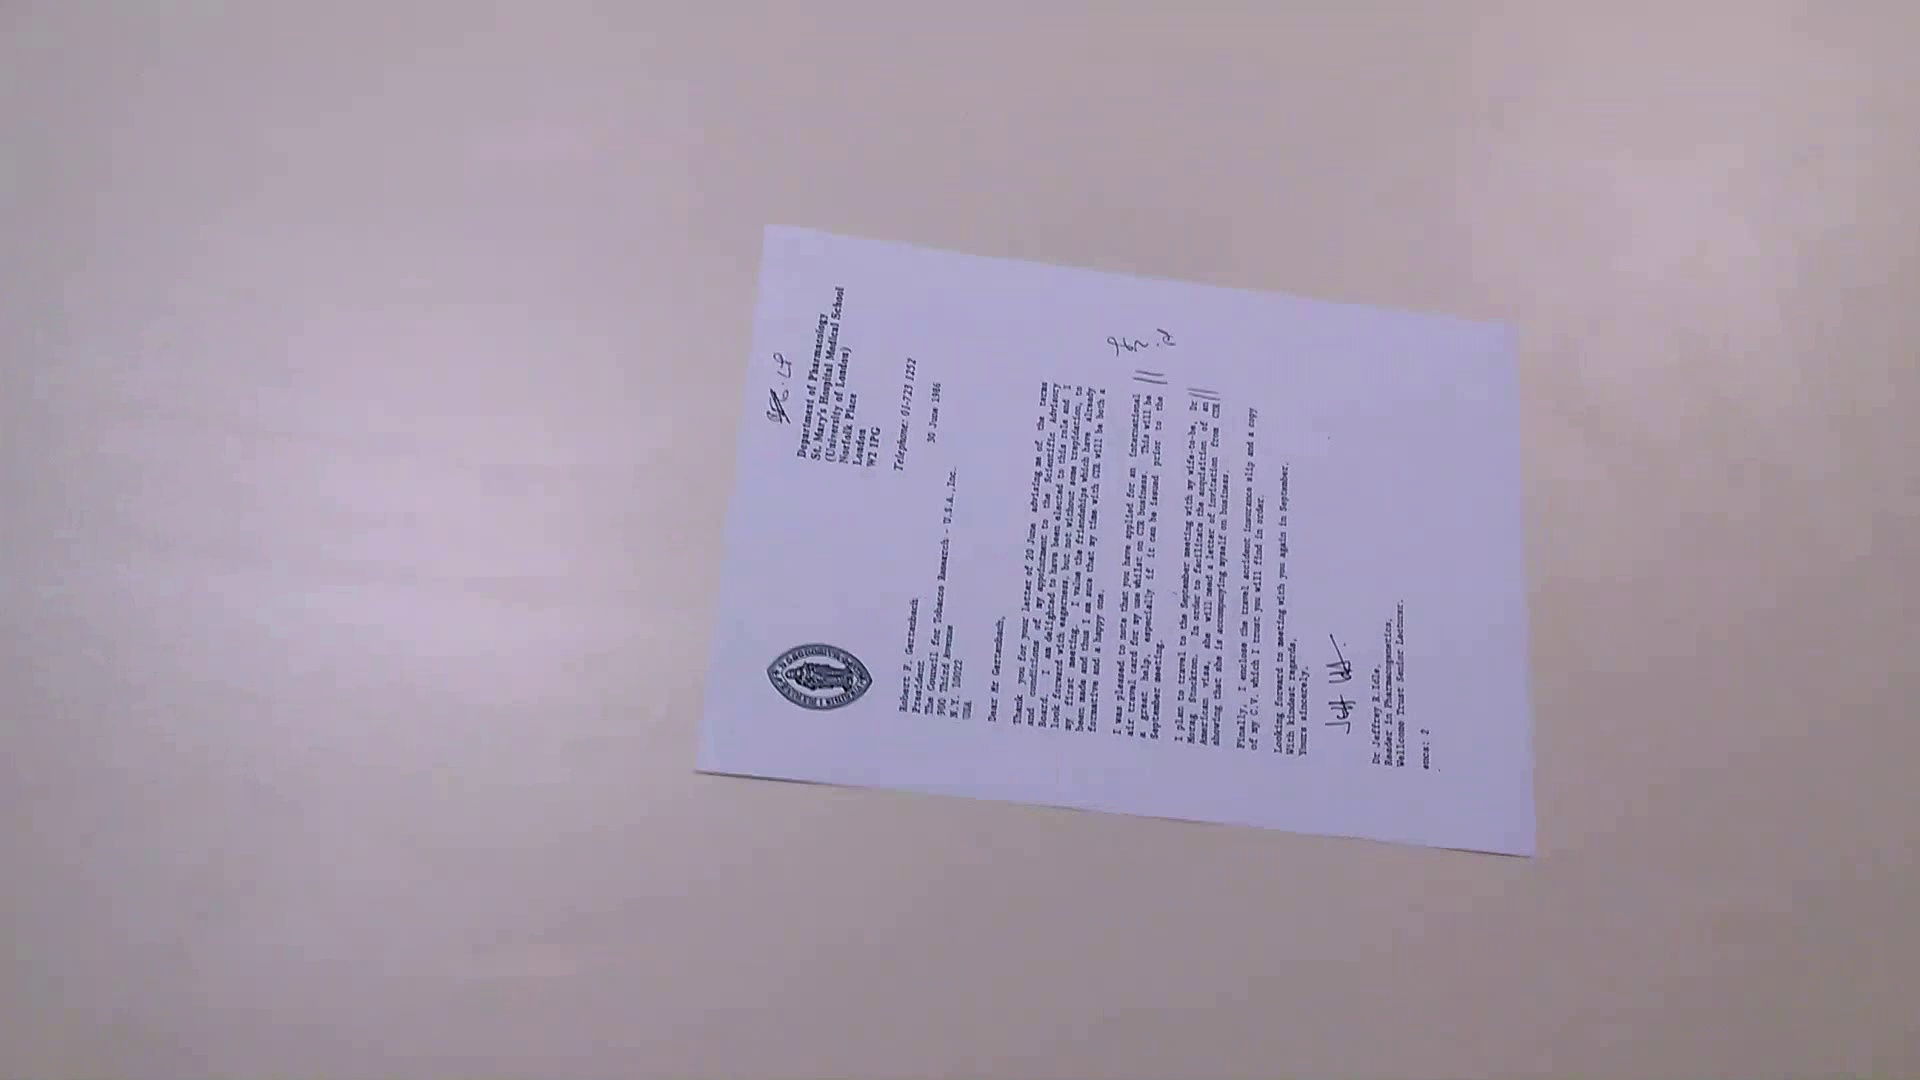 Department of Pharmacology
St. Mary's Hospital Medical School
(University of London)
Norfolk Place
London
W2 1PG
Telephone: 01-723 1252
30 June 1986
Robert F. Gertenbach
President
The Council for Tobacco Research - U.S.A., Inc.
900 Third Avenue
N.Y. 10022
USA
Dear Mr Gertenbach,
Thank you for your letter of 20 June advising me of the terms
and conditions of my appointment to the Scientific Advisory
Board. I am delighted to have been elected to this role and I
look forward with eagerness, but not without some trepidation, to
my first meeting. I value the friendships which have already
been made and thus I am sure that my time with CTR will be both a
formative and a happy one.
I was pleased to note that you have applied for an international
air travel card for my use whilst on CTR business. This will be
a great help, especially if it can be issued prior to the
September meeting.
I plan to travel to the September meeting with my wife-to-be, Dr
Morag Stockton. In order to facilitate the acquisition of an
American visa, she will need a letter of invitation from CTR
showing that she is accompanying myself on business.
Finally, I enclose the travel accident insurance slip and a copy
of my C.V. which I trust you will find in order.
Looking forward to meeting with you again in September.
With kindest regards,
Yours sincerely,
Dr Jeffrey R Idle,
Reader in Pharmacogenetics,
Wellcome Trust Senior Lecturer.
encs: 2